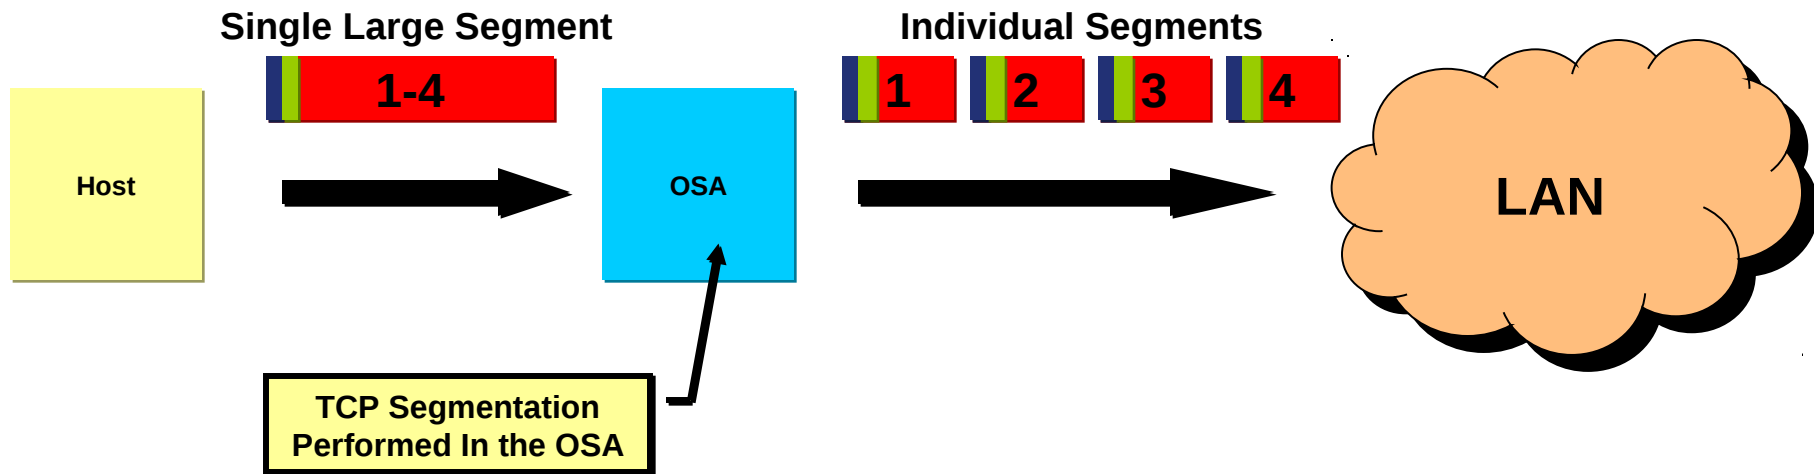 Single Large Segment
Individual Segments
1-4
1
2
3
4
Host
OSA
LAN
TCP Segmentation
Performed In the OSA